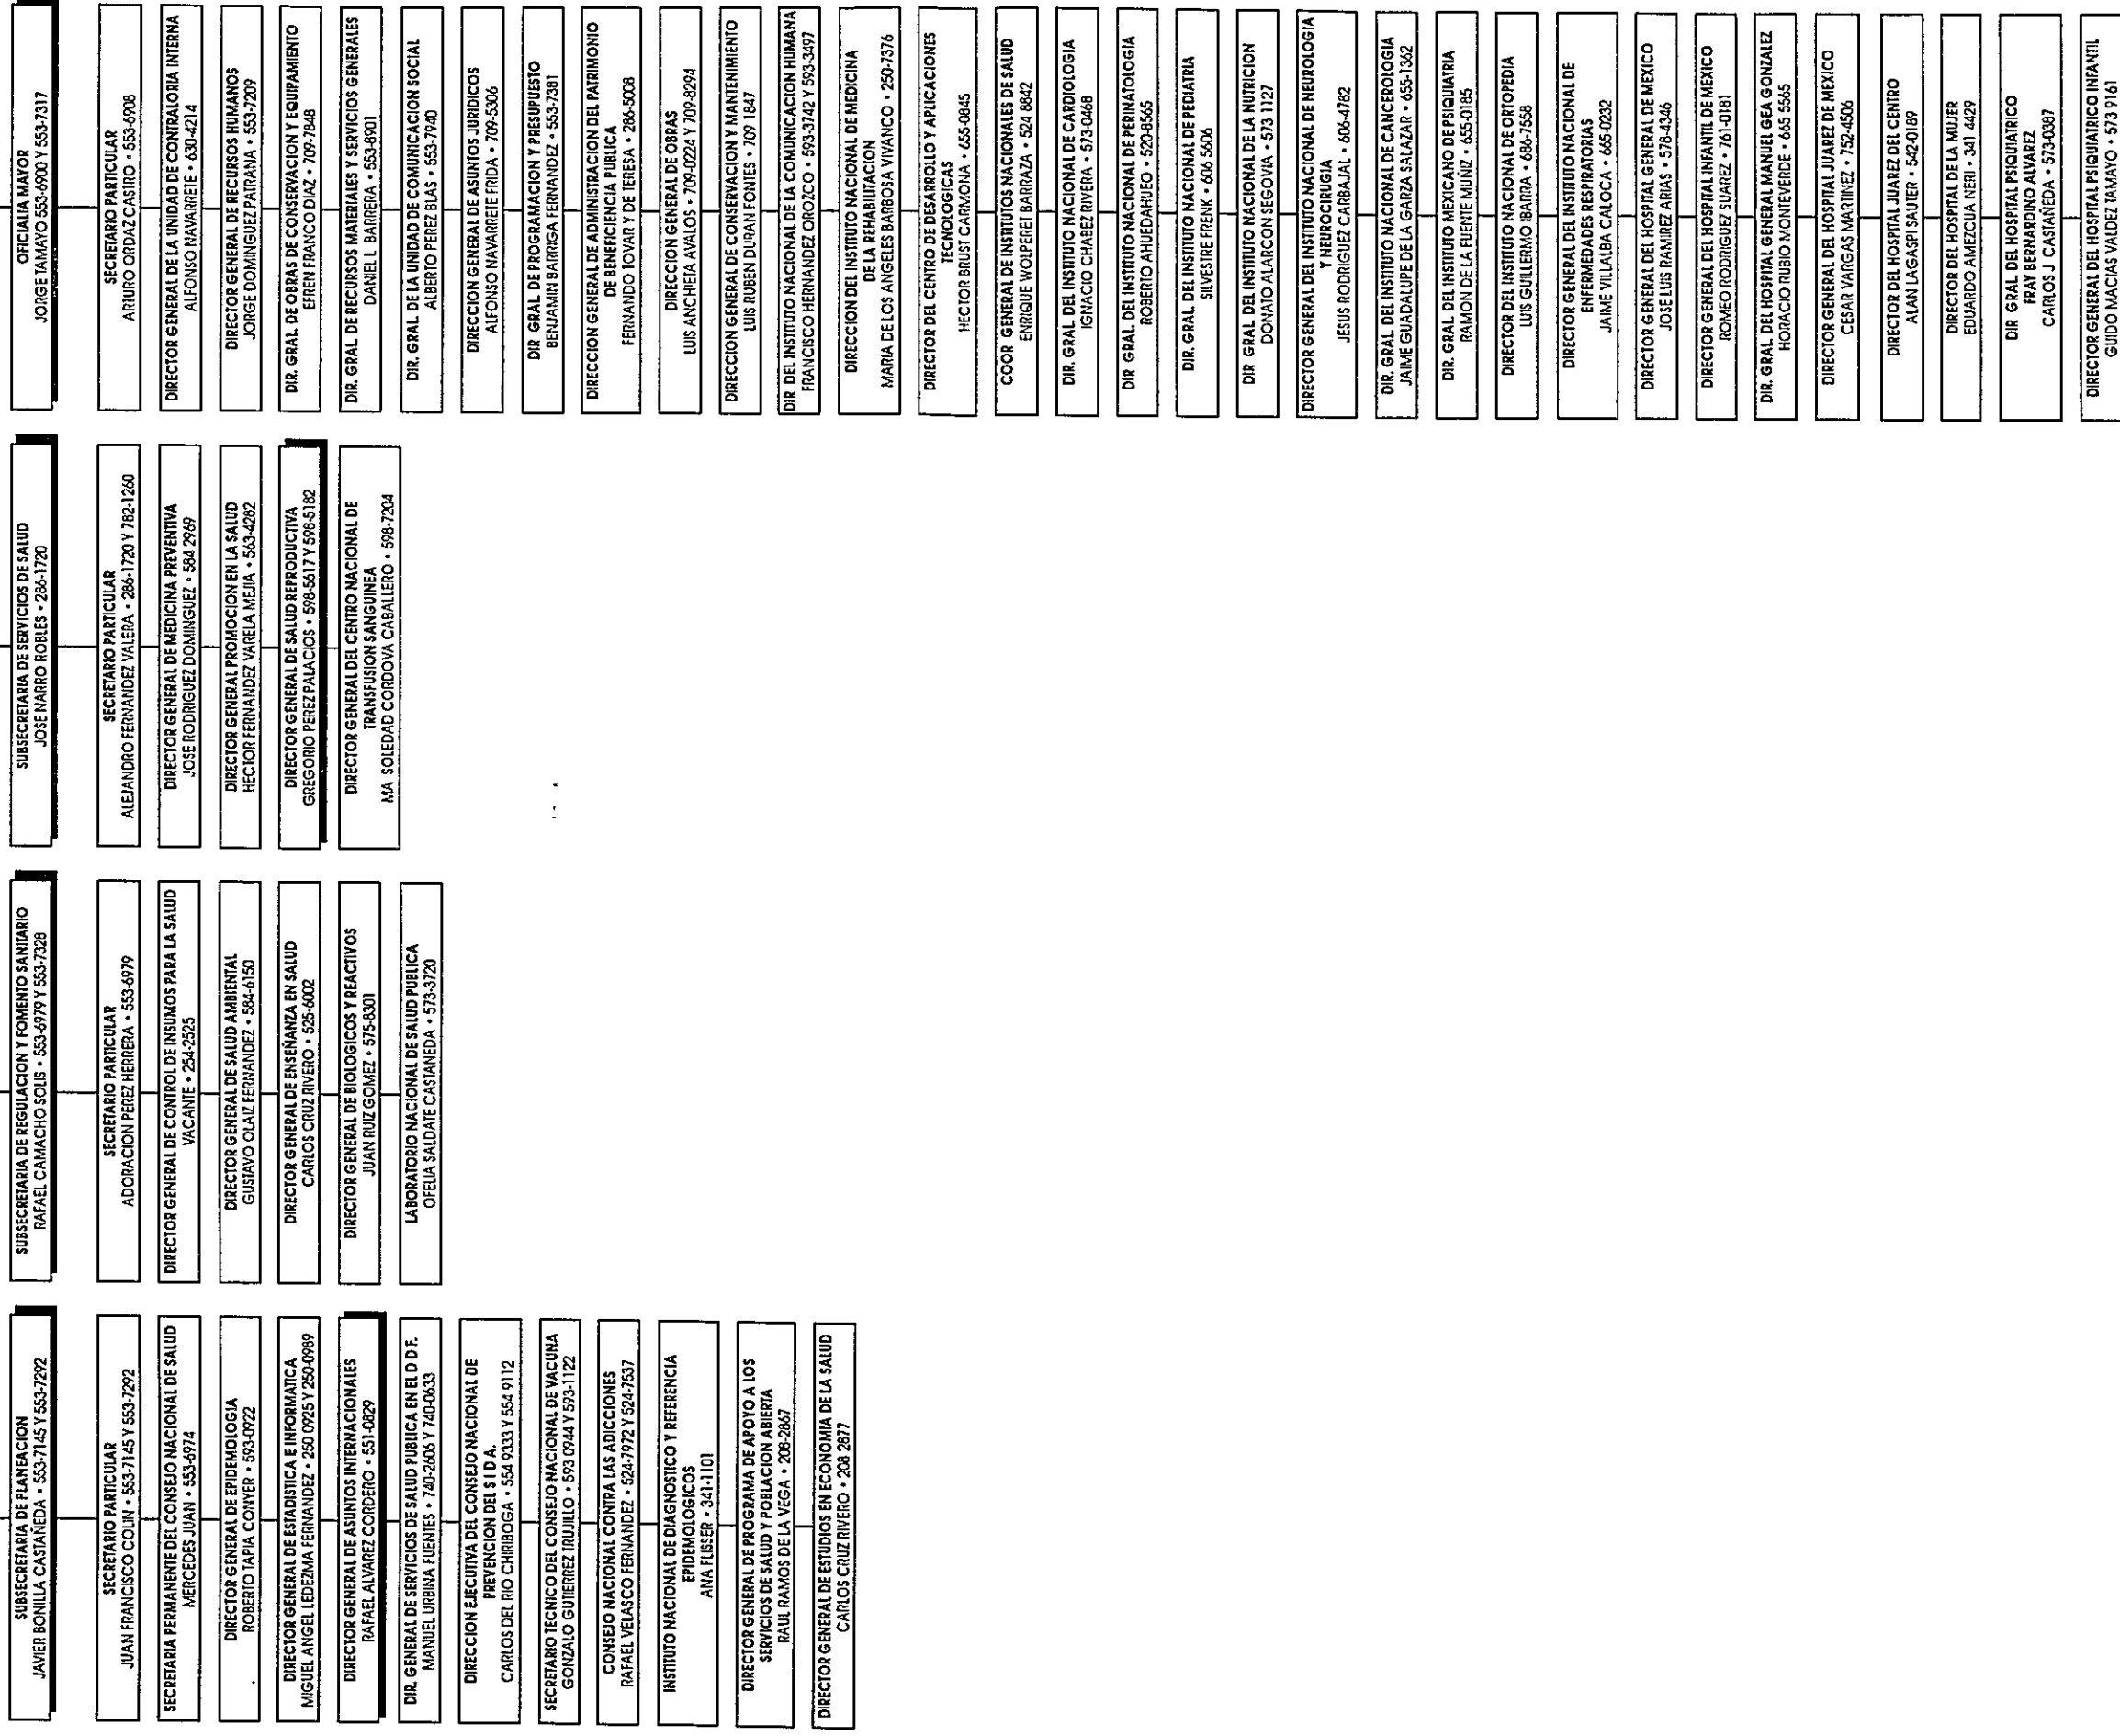 SUBSECRETARIA DE PLANEACION
JAVIER BONILLA CASTAÑEDA • 553-7145 Y 553-7292
SECRETARIO PARTICULAR
JUAN FRANCISCO COLIN • 553-7145 Y 553-7292
SECRETARIA PERMANENTE DEL CONSEJO NACIONAL DE SALUD
MERCEDES JUAN • 553-6974
DIRECTOR GENERAL DE EPIDEMOLOGIA
ROBERTO TAPIA CONYER • 593-0922
DIRECTOR GENERAL DE ESTADISTICA E INFORMATICA
MIGUEL ANGEL LEDEZMA FERNANDEZ • 250 0925 Y 250-0989
DIRECTOR GENERAL DE ASUNTOS INTERNACIONALES
RAFAEL ALVAREZ CORDERO • 551-0829
DIR. GENERAL DE SERVICIOS DE SALUD PUBLICA EN EL D D F.
MANUEL URBINA FUENTES • 740-2606 Y 740-0633
DIRECCION EJECUTIVA DEL CONSEJO NACIONAL DE
PREVENCION DEL S I D A.
CARLOS DEL RIO CHIRIBOGA • 554 9333 Y 554 9112
SECRETARIO TECNICO DEL CONSEJO NACIONAL DE VACUNA
GONZALO GUTIERREZ TRUJILLO • 593 0944 Y 593-1122
CONSEJO NACIONAL CONTRA LAS ADICCIONES
RAFAEL VELASCO FERNANDEZ • 524-7972 Y 524-7537
INSTITUTO NACIONAL DE DIAGNOSTICO Y REFERENCIA
EPIDEMOLOGICOS
ANA FLISSER • 341-1101
DIRECTOR GENERAL DE PROGRAMA DE APOYO A LOS
SERVICIOS DE SALUD Y POBLACION ABIERTA
RAUL RAMOS DE LA VEGA • 208-2867
DIRECTOR GENERAL DE ESTUDIOS EN ECONOMIA DE LA SALUD
CARLOS CRUZ RIVERO • 208 2877
SUBSECRETARIA DE REGULACION Y FOMENTO SANITARIO
RAFAEL CAMACHO SOLIS • 553-6979 Y 553-7328
SECRETARIO PARTICULAR
ADORACION PEREZ HERRERA • 553-6979
DIRECTOR GENERAL DE CONTROL DE INSUMOS PARA LA SALUD
VACANTE • 254-2525
DIRECTOR GENERAL DE SALUD AMBIENTAL
GUSTAVO OLAIZ FERNANDEZ • 584-6150
DIRECTOR GENERAL DE ENSEÑANZA EN SALUD
CARLOS CRUZ RIVERO • 525-6002
DIRECTOR GENERAL DE BIOLOGICOS Y REACTIVOS
JUAN RUIZ GOMEZ • 575-8301
LABORATORIO NACIONAL DE SALUD PUBLICA
OFELIA SALDATE CASTANEDA • 573-3720
SUBSECRETARIA DE SERVICIOS DE SALUD
JOSE NARRO ROBLES • 286-1720
SECRETARIO PARTICULAR
ALEJANDRO FERNANDEZ VALERA • 286-1720 Y 782-1260
DIRECTOR GENERAL DE MEDICINA PREVENTIVA
JOSE RODRIGUEZ DOMINGUEZ • 584 2969
DIRECTOR GENERAL PROMOCION EN LA SALUD
HECTOR FERNANDEZ VARELA MEJIA • 563-4282
DIRECTOR GENERAL DE SALUD REPRODUCTIVA
GREGORIO PEREZ PALACIOS • 598-5617 Y 598-5182
DIRECTOR GENERAL DEL CENTRO NACIONAL DE
TRANSFUSION SANGUINEA
MA SOLEDAD CORDOVA CABALLERO • 598-7204
OFICIALIA MAYOR
JORGE TAMAYO 553-6900 Y 553-7317
SECRETARIO PARTICULAR
ARTURO ORDAZ CASTRO • 553-6908
DIRECTOR GENERAL DE LA UNIDAD DE CONTRALORIA INTERNA
ALFONSO NAVARRETE • 630-4214
DIRECTOR GENERAL DE RECURSOS HUMANOS
JORGE DOMINGUEZ PAIRANA • 553-7209
DIR. GRAL. DE OBRAS DE CONSERVACION Y EQUIPAMIENTO
EFREN FRANCO DIAZ • 709-7848
DIR. GRAL DE RECURSOS MATERIALES Y SERVICIOS GENERALES
DANIEL L BARRERA • 553-8901
DIR. GRAL DE LA UNIDAD DE COMUNICACION SOCIAL
ALBERTO PEREZ BLAS • 553-7940
DIRECCION GENERAL DE ASUNTOS JURIDICOS
ALFONSO NAVARRETE FRIDA • 709-5306
DIR GRAL DE PROGRAMACION Y PRESUPUESTO
BENJAMIN BARRIGA FERNANDEZ • 553-7381
DIRECCION GENERAL DE ADMINISTRACION DEL PATRIMONIO
DE BENEFICIENCIA PUBLICA
FERNANDO TOVAR Y DE TERESA • 286-5008
DIRECCION GENERAL DE OBRAS
LUIS ANCHIETA AVALOS • 709-0224 Y 709-8294
DIRECCION GENERAL DE CONSERVACION Y MANTENIMIENTO
LUIS RUBEN DURAN FONTES • 709 1847
DIR DEL INSTITUTO NACIONAL DE LA COMUNICACION HUMANA
FRANCISCO HERNANDEZ OROZCO • 593-3742 Y 593-3497
DIRECCION DEL INSTITUTO NACIONAL DE MEDICINA
DE LA REHABILITACION
MARIA DE LOS ANGELES BARBOSA VIVANCO • 250-7376
DIRECTOR DEL CENTRO DE DESARROLLO Y APLICACIONES
TECNOLOGICAS
HECTOR BRUST CARMONA • 655-0845
COOR GENERAL DE INSTITUTOS NACIONALES DE SALUD
ENRIQUE WOLPERET BARRAZA • 524 8842
DIR. GRAL DEL INSTITUTO NACIONAL DE CARDIOLOGIA
IGNACIO CHABEZ RIVERA • 573-0468
DIR GRAL DEL INSTITUTO NACIONAL DE PERINATOLOGIA
ROBERTO AHUEDAHUEO • 520-8565
DIR. GRAL DEL INSTITUTO NACIONAL DE PEDIATRIA
SILVESTRE FRENK • 606 5606
DIR GRAL DEL INSTITUTO NACIONAL DE LA NUTRICION
DONATO ALARCON SEGOVIA • 573 1127
DIRECTOR GENERAL DEL INSTITUTO NACIONAL DE NEUROLOGIA
Y NEUROCIRUGIA
JESUS RODRIGUEZ CARBAJAL • 606-4782
DIR. GRAL DEL INSTITUTO NACIONAL DE CANCEROLOGIA
JAIME GUADALUPE DE LA GARZA SALAZAR • 655-1362
DIR. GRAL DEL INSTITUTO MEXICANO DE PSIQUIATRIA
RAMON DE LA FUENTE MUÑIZ • 655-0185
DIRECTOR DEL INSTITUTO NACIONAL DE ORTOPEDIA
LUIS GUILLERMO IBARRA • 686-7558
DIRECTOR GENERAL DEL INSTITUTO NACIONAL DE
ENFERMEDADES RESPIRATORIAS
JAIME VILLALBA CALOCA • 665-0232
DIRECTOR GENERAL DEL HOSPITAL GENERAL DE MEXICO
JOSE LUIS RAMIREZ ARIAS • 578-4346
DIRECTOR GENERAL DEL HOSPITAL INFANTIL DE MEXICO
ROMEO RODRIGUEZ SUAREZ • 761-0181
DIR. GRAL DEL HOSPITAL GENERAL MANUEL GEA GONZALEZ
HORACIO RUBIO MONTEVERDE • 665 5665
DIRECTOR GENERAL DEL HOSPITAL JUAREZ DE MEXICO
CESAR VARGAS MARTINEZ • 752-4506
DIRECTOR DEL HOSPITAL JUAREZ DEL CENTRO
ALAN LAGASPI SAUTER • 542-0189
DIRECTOR DEL HOSPITAL DE LA MUJER
EDUARDO AMEZCUA NERI • 341 4429
DIR GRAL DEL HOSPITAL PSIQUIATRICO
FRAY BERNARDINO ALVAREZ
CARLOS J CASTAÑEDA • 573-0387
DIRECTOR GENERAL DEL HOSPITAL PSIQUIATRICO INFANTIL
GUIDO MACIAS VALDEZ TAMAYO • 573 9161